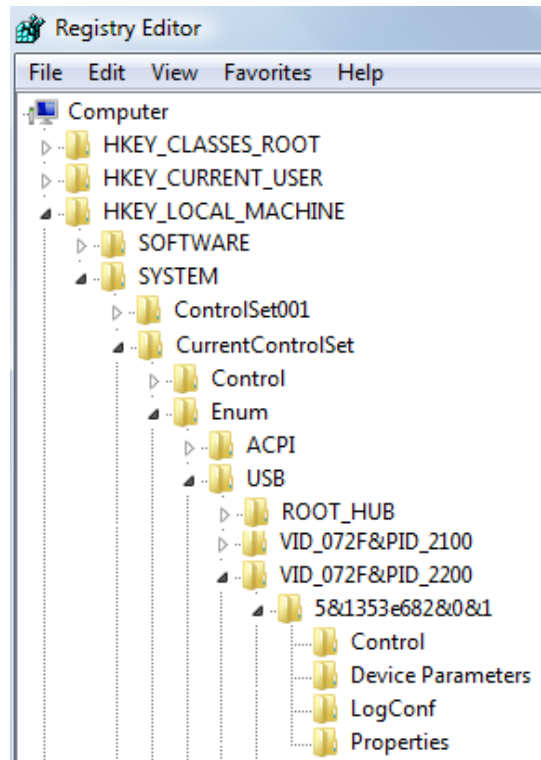 Registry Editor
File Edit View Favorites Help
Computer
HKEY_CLASSES_ROOT
HKEY_CURRENT_USER
HKEY_LOCAL_MACHINE
SOFTWARE
SYSTEM
ControlSet001
CurrentControlSet
Control
Enum
ACPI
USB
ROOT_HUB
VID_072F&PID_2100
VID_072F&PID_2200
5&1353e682&0&1
Control
Device Parameters
LogConf
Properties